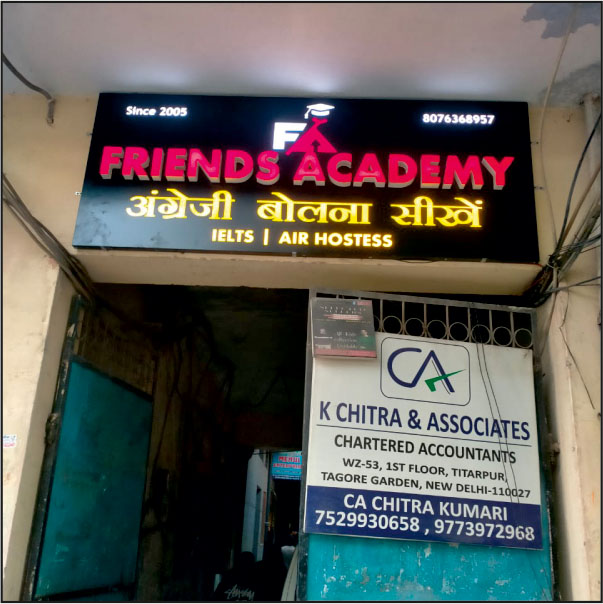 Since 2005
8076368957
FA
FRIENDS ACADEMY
अंग्रेजी बोलना सीखें
IELTS | AIR HOSTESS
CA
K CHITRA & ASSOCIATES
CHARTERED ACCOUNTANTS
WZ-53, 1ST FLOOR, TITARPUR,
TAGORE GARDEN, NEW DELHI-110027
CA CHITRA KUMARI
7529930658 , 9773972968